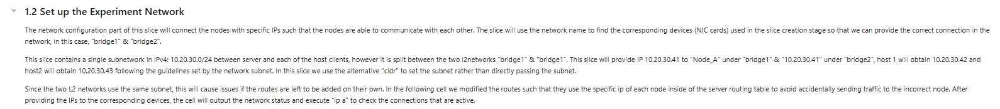 1.2 Set up the Experiment Network
The network configuration part of this slice will connect the nodes with specific IPs such that the nodes are able to communicate with each other. The slice will use the network name to find the corresponding devices (NIC cards) used in the slice creation stage so that we can provide the correct connection in the
network, in this case, "bridge1" & "bridge2".
This slice contains a single subnetwork in IPv4: 10.20.30.0/24 between server and each of the host clients, however it is split between the two l2networks "bridge1" & "bridge1". This slice will provide IP 10.20.30.41 to "Node_A" under "bridge1" & "10.20.30.41" under "bridge2", host 1 will obtain 10.20.30.42 and
host2 will obtain 10.20.30.43 following the guidelines set by the network subnet. In this slice we use the alternative "cidr" to set the subnet rather than directly passing the subnet.
Since the two L2 networks use the same subnet, this will cause issues if the routes are left to be added on their own. In the following cell we modified the routes such that they use the specific ip of each node inside of the server routing table to avoid accidentally sending traffic to the incorrect node. After
providing the IPs to the corresponding devices, the cell will output the network status and execute "ip a" to check the connections that are active.